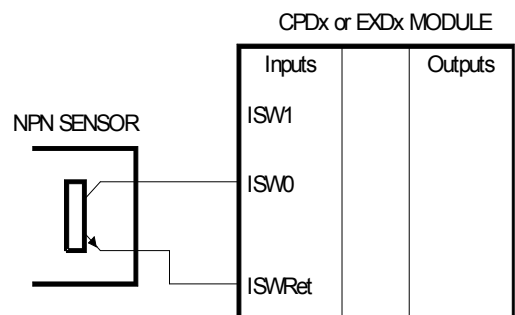 CPDx or EXDx MODULE
Inputs
Outputs
NPN SENSOR
ISW1
ISW0
ISWRet